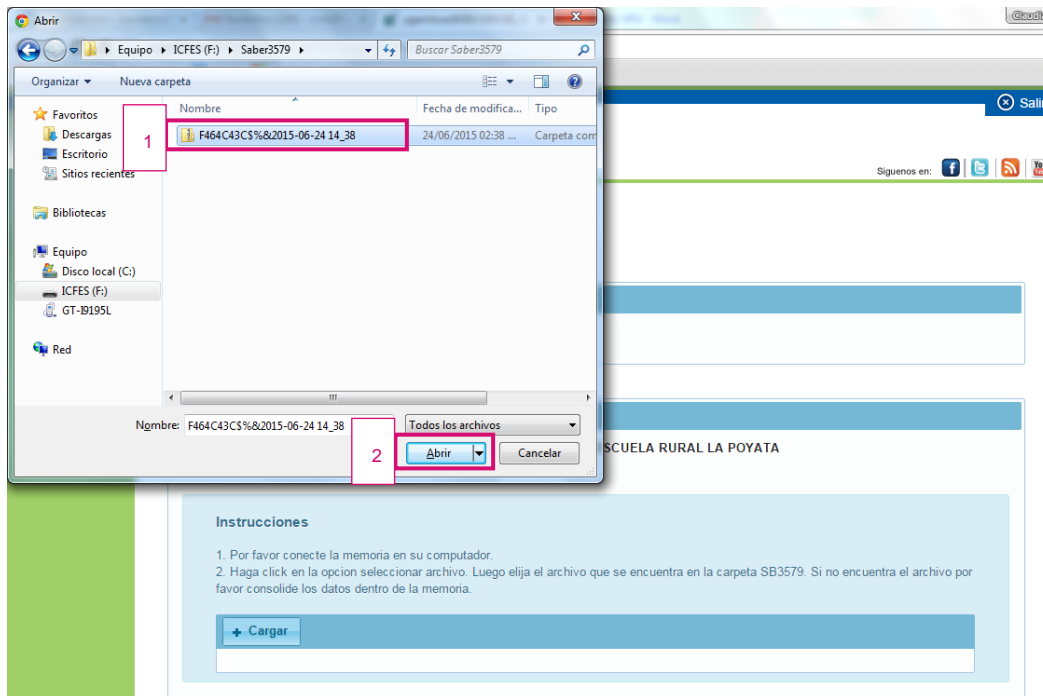 Abrir
Equipo ICFES (F:) Saber3579
Buscar Saber3579
Organizar Nueva carpeta
Salir
Favoritos
Descargas
Escritorio
Sitios recientes
Bibliotecas
Equipo
Disco local (C:)
ICFES (F:)
GT-I9195L
Red
Nombre Fecha de modifica... Tipo
1
F464C43C$%&2015-06-24 14_38 24/06/2015 02:38 ... Carpeta com
Siguenos en:
Nombre: F464C43C$%&2015-06-24 14_38 Todos los archivos
2
Abrir Cancelar
SCUELA RURAL LA POYATA
Instrucciones
1. Por favor conecte la memoria en su computador.
2. Haga click en la opcion seleccionar archivo. Luego elija el archivo que se encuentra en la carpeta SB3579. Si no encuentra el archivo por
favor consolide los datos dentro de la memoria.
+ Cargar